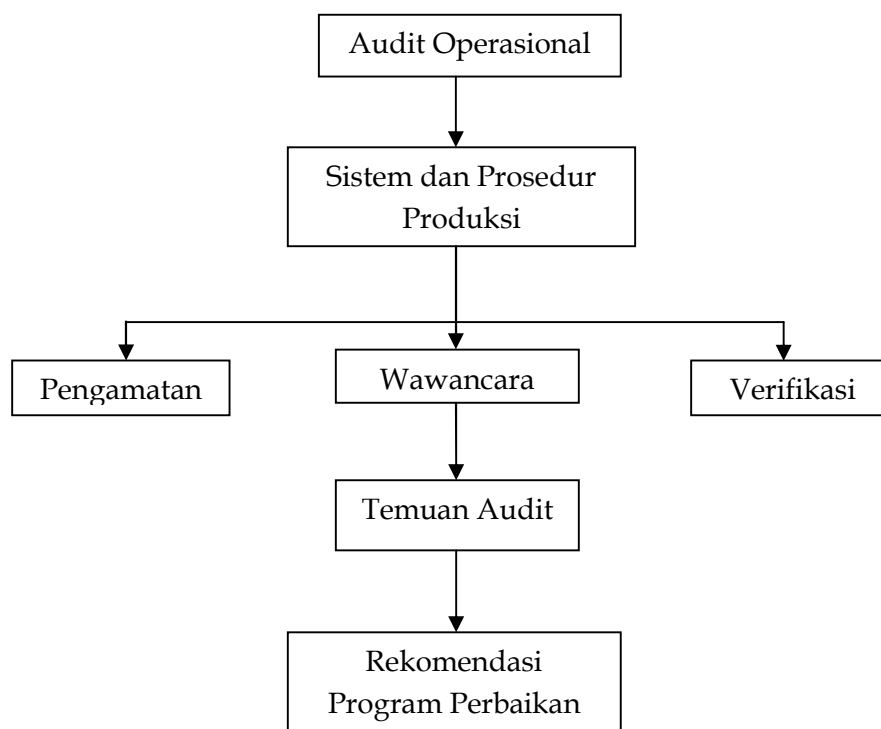 Audit Operasional
Sistem dan Prosedur
Produksi
Pengamatan
Wawancara
Verifikasi
Temuan Audit
Rekomendasi
Program Perbaikan